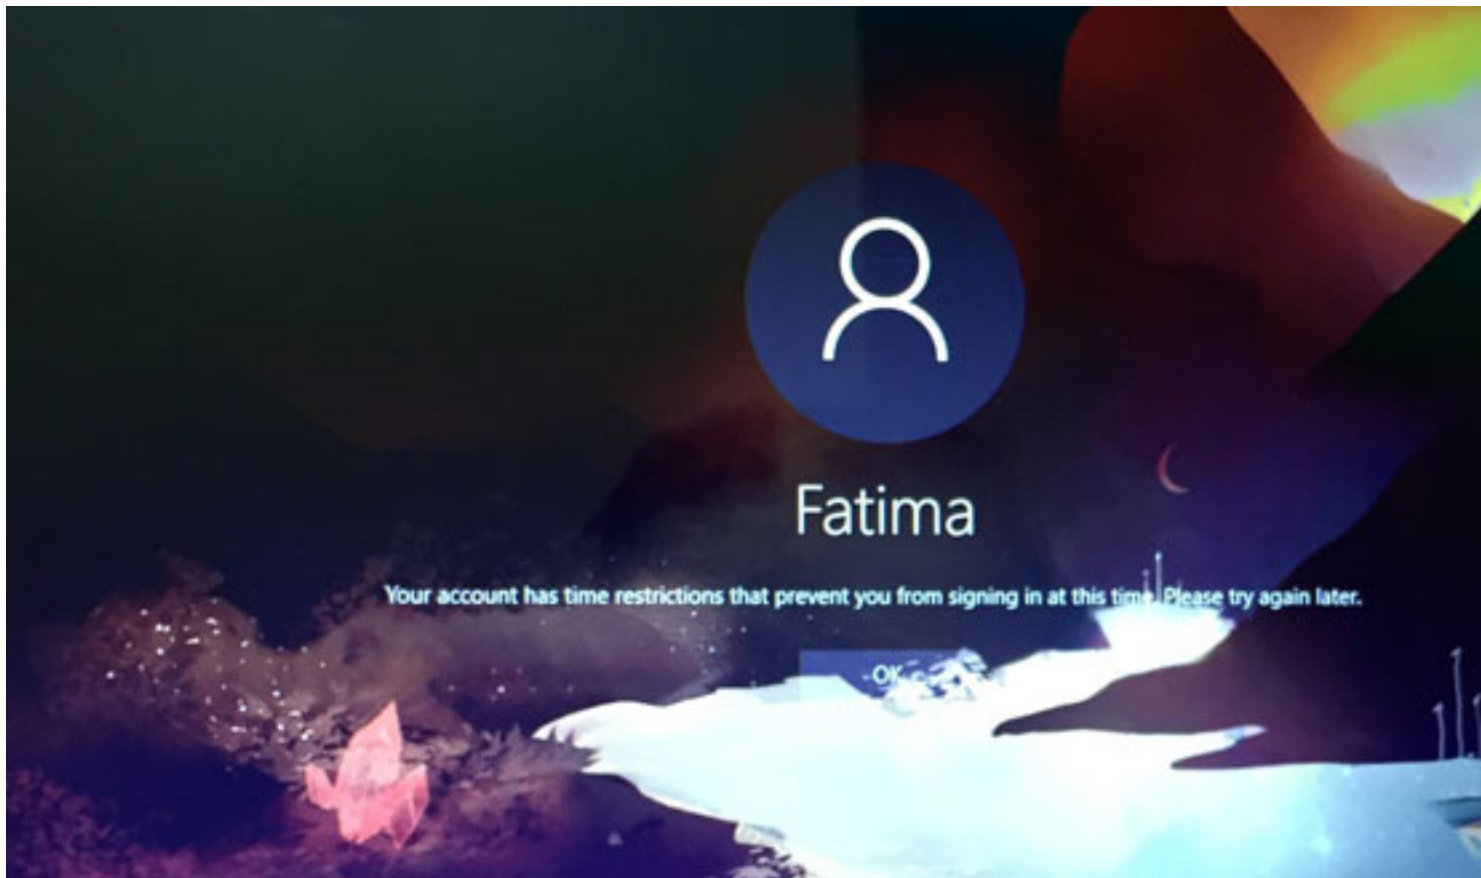 Fatima
Your account has time restrictions that prevent you from signing in at this time. Please try again later.
OK